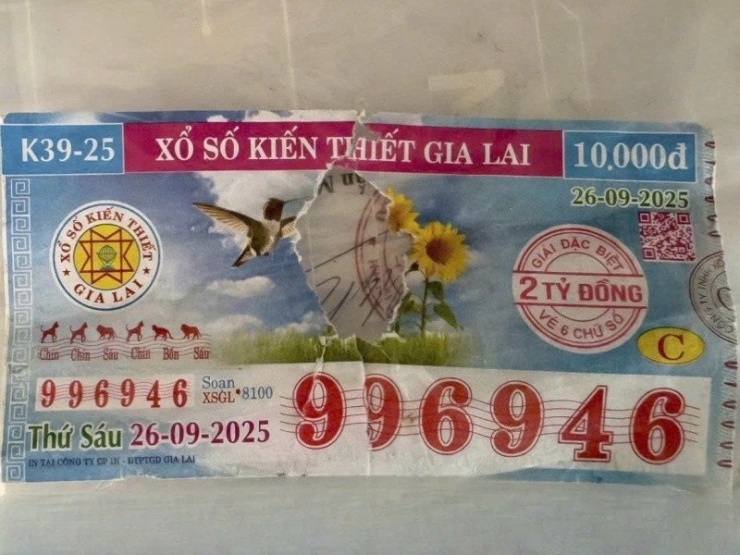 K39-25 XỔ SỐ KIẾN THIẾT GIA LAI 10.000đ
26-09-2025
XỔ SỐ KIẾN THIẾT
GIA LAI
GIẢI ĐẶC BIỆT
2 TỶ ĐỒNG
VÉ 6 CHỮ SỐ
C
Chín Chín Sáu Chín Bốn Sáu
996946
Soạn
XSGL*8100
996946
Thứ Sáu 26-09-2025
IN TẠI CÔNG TY CP IN - DTPTGD GIA LAI